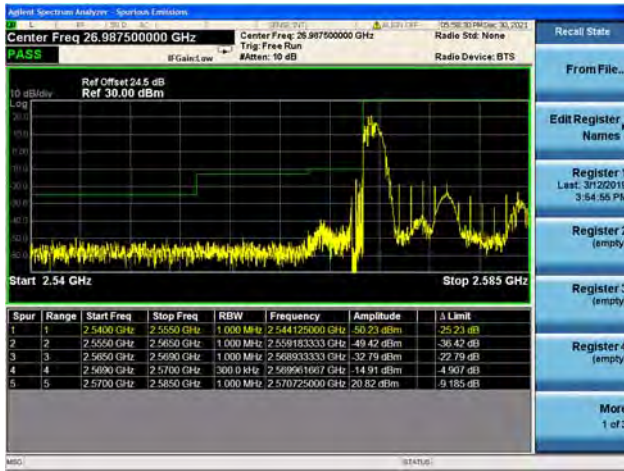 Agilent Spectrum Analyzer - Spurious Emissions
05:58:30 PM Dec 30, 2021
Center Freq 26.987500000 GHz
Center Freq: 26.987500000 GHz
Radio Std: None
Trig: Free Run
PASS
IFGain:Low
#Atten: 10 dB
Radio Device: BTS
Ref Offset 24.5 dB
10 dB/div
Ref 30.00 dBm
Log
Start 2.54 GHz
Stop 2.585 GHz
Spur Range Start Freq Stop Freq RBW Frequency Amplitude Δ Limit
1 1 2.5400 GHz 2.5550 GHz 1.000 MHz 2.544125000 GHz -50.23 dBm -25.23 dB
2 2 2.5550 GHz 2.5650 GHz 1.000 MHz 2.559183333 GHz -49.42 dBm -36.42 dB
3 3 2.5650 GHz 2.5690 GHz 1.000 MHz 2.568933333 GHz -32.79 dBm -22.79 dB
4 4 2.5690 GHz 2.5700 GHz 300.0 kHz 2.569961667 GHz -14.91 dBm -4.907 dB
5 5 2.5700 GHz 2.5850 GHz 1.000 MHz 2.570725000 GHz 20.82 dBm -9.185 dB
MSG
STATUS
Recall State
From File...
Edit Register
Names
Register 1
Last: 3/12/2019
3:54:55 PM
Register 2
(empty
Register 3
(empty
Register 4
(empty
More
1 of 3